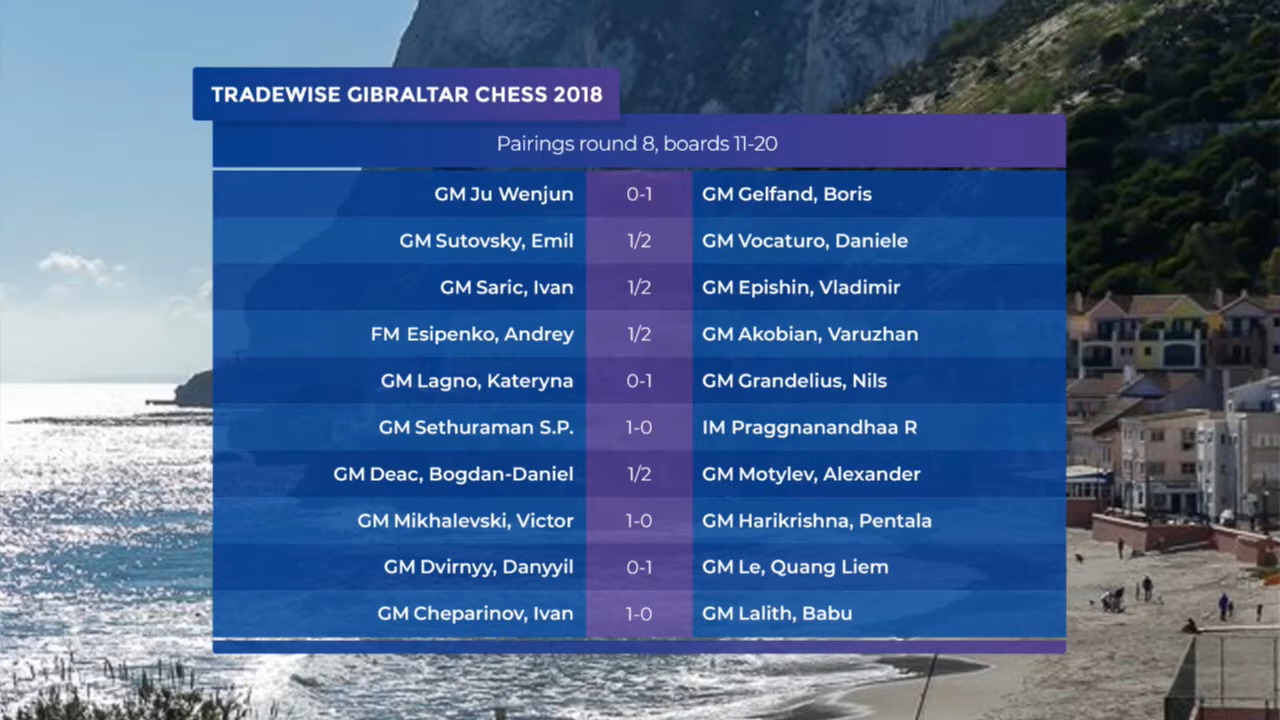 TRADEWISE GIBRALTAR CHESS 2018
Pairings round 8, boards 11-20
GM Ju Wenjun 0-1 GM Gelfand, Boris
GM Sutovsky, Emil 1/2 GM Vocaturo, Daniele
GM Saric, Ivan 1/2 GM Epishin, Vladimir
FM Esipenko, Andrey 1/2 GM Akobian, Varuzhan
GM Lagno, Kateryna 0-1 GM Grandelius, Nils
GM Sethuraman S.P. 1-0 IM Praggnanandhaa R
GM Deac, Bogdan-Daniel 1/2 GM Motylev, Alexander
GM Mikhalevski, Victor 1-0 GM Harikrishna, Pentala
GM Dvirnyy, Danyyil 0-1 GM Le, Quang Liem
GM Cheparinov, Ivan 1-0 GM Lalith, Babu